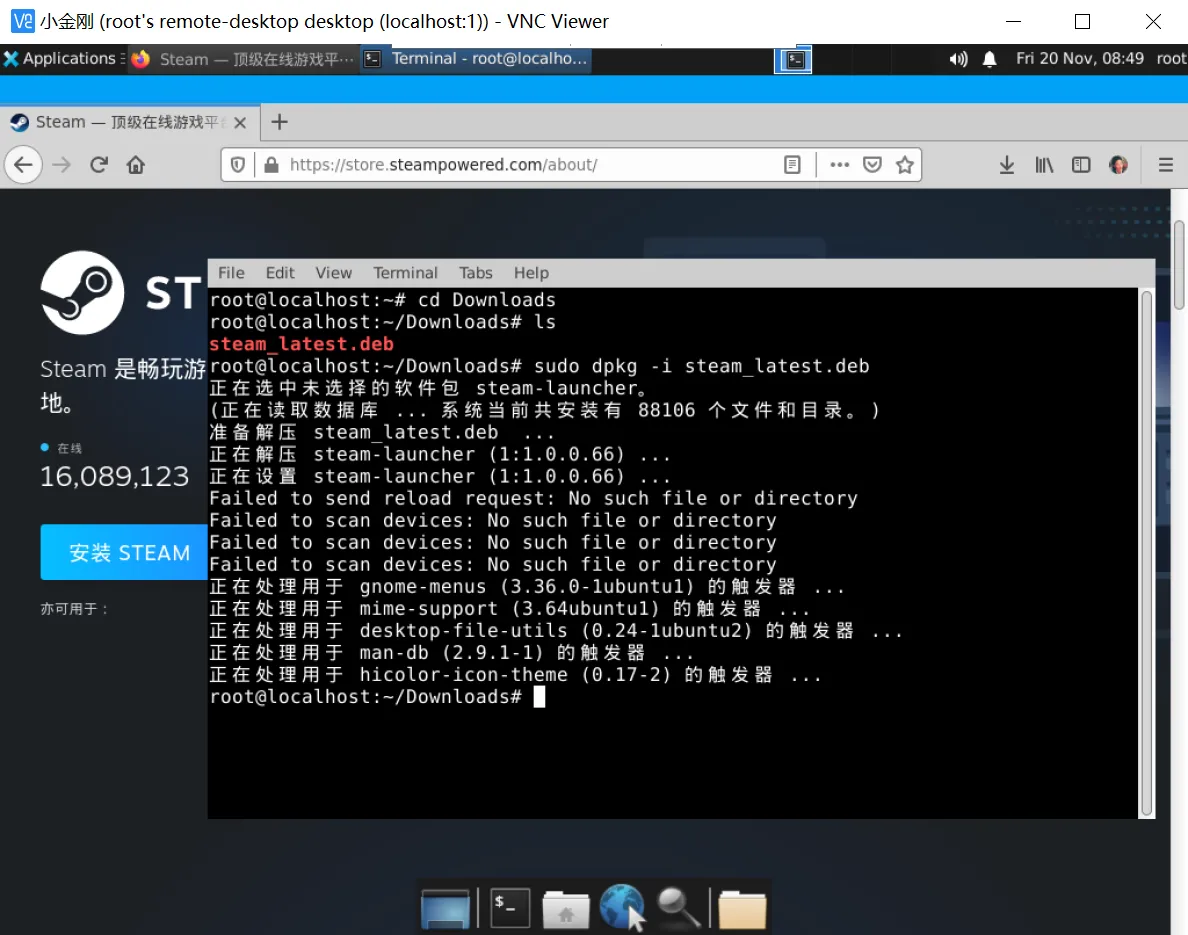 小金刚 (root's remote-desktop desktop (localhost:1)) - VNC Viewer
Applications
Steam — 顶级在线游戏平…
Terminal - root@localho...
Fri 20 Nov, 08:49
root
Steam — 顶级在线游戏平
https://store.steampowered.com/about/
ST
Steam 是畅玩游
地。
在线
16,089,123
安装 STEAM
亦可用于：
File Edit View Terminal Tabs Help
root@localhost:~# cd Downloads
root@localhost:~/Downloads# ls
steam_latest.deb
root@localhost:~/Downloads# sudo dpkg -i steam_latest.deb
正在选中未选择的软件包 steam-launcher。
(正在读取数据库 ... 系统当前共安装有 88106 个文件和目录。)
准备解压 steam_latest.deb ...
正在解压 steam-launcher (1:1.0.0.66) ...
正在设置 steam-launcher (1:1.0.0.66) ...
Failed to send reload request: No such file or directory
Failed to scan devices: No such file or directory
Failed to scan devices: No such file or directory
Failed to scan devices: No such file or directory
正在处理用于 gnome-menus (3.36.0-1ubuntu1) 的触发器 ...
正在处理用于 mime-support (3.64ubuntu1) 的触发器 ...
正在处理用于 desktop-file-utils (0.24-1ubuntu2) 的触发器 ...
正在处理用于 man-db (2.9.1-1) 的触发器 ...
正在处理用于 hicolor-icon-theme (0.17-2) 的触发器 ...
root@localhost:~/Downloads#